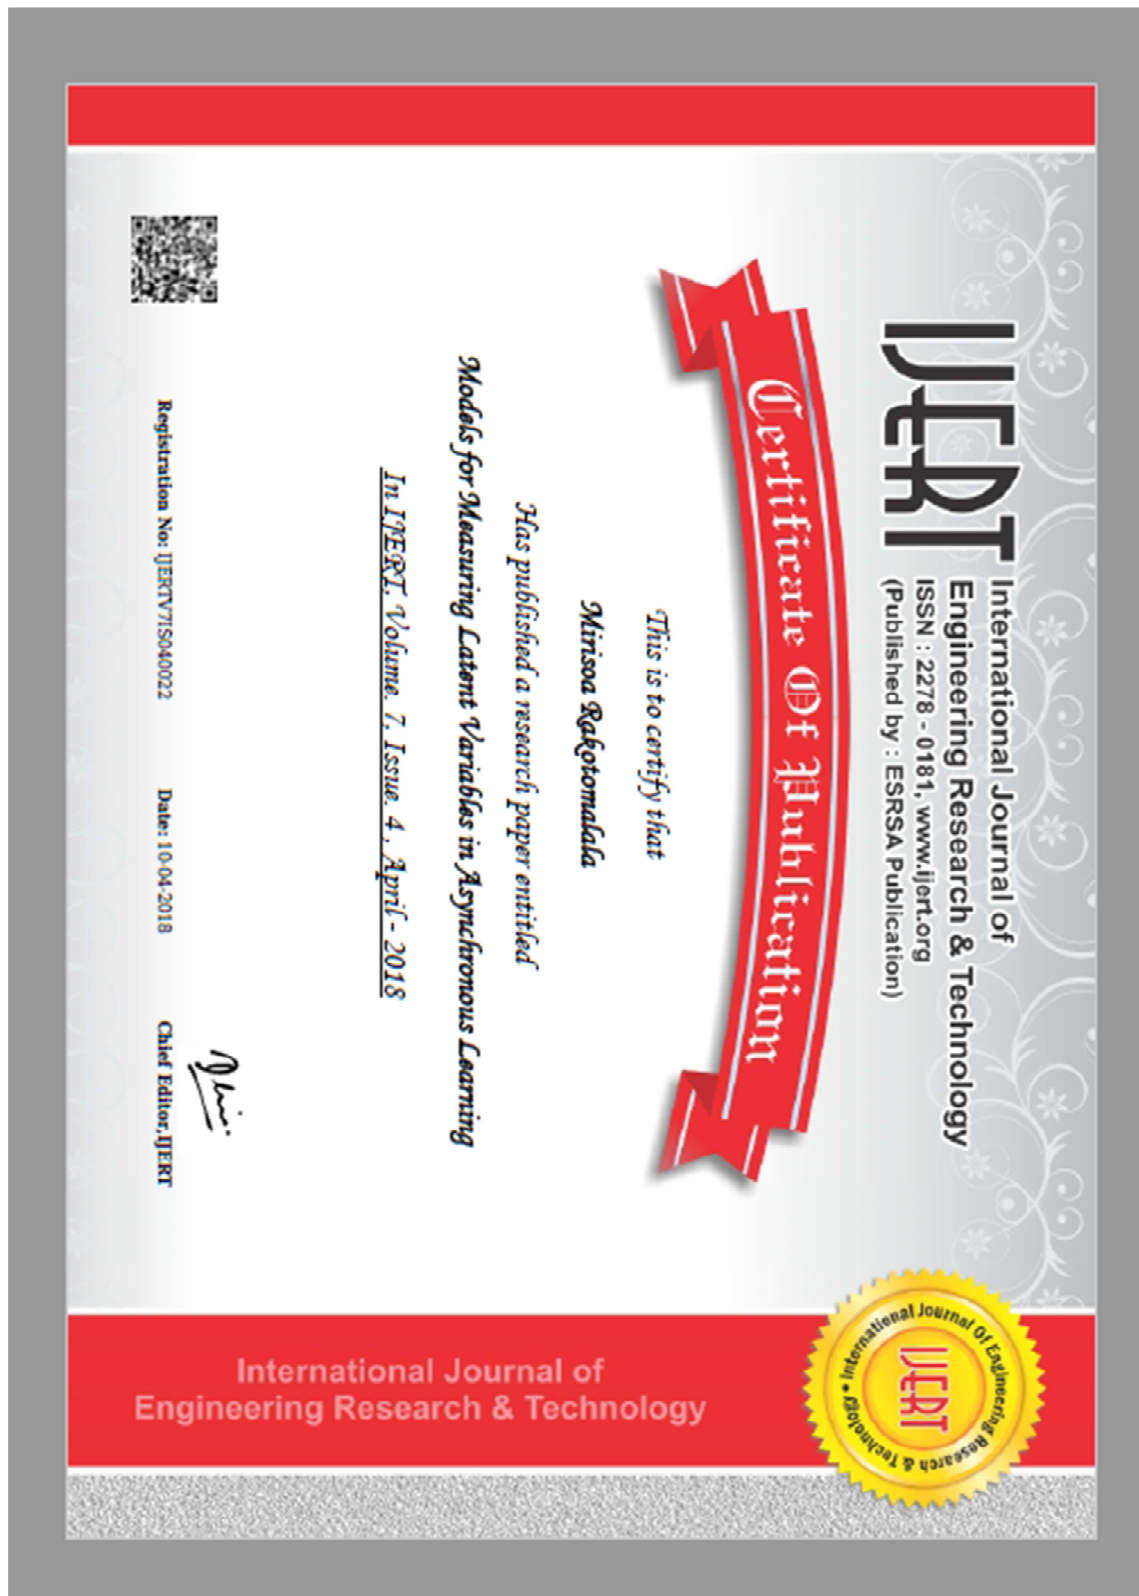 IJERT
International Journal of
Engineering Research & Technology
ISSN : 2278 - 0181, www.ijert.org
(Published by : ESRSA Publication)
Certificate Of Publication
This is to certify that
Mirisoa Rakotomalala
Has published a research paper entitled
Models for Measuring Latent Variables in Asynchronous Learning
In IJERT, Volume. 7, Issue. 4 , April - 2018
Registration No: IJERTV7IS040022
Date: 10-04-2018
Chief Editor,IJERT
International Journal Of Engineering Research & Technology •
IJERT
International Journal of
Engineering Research & Technology